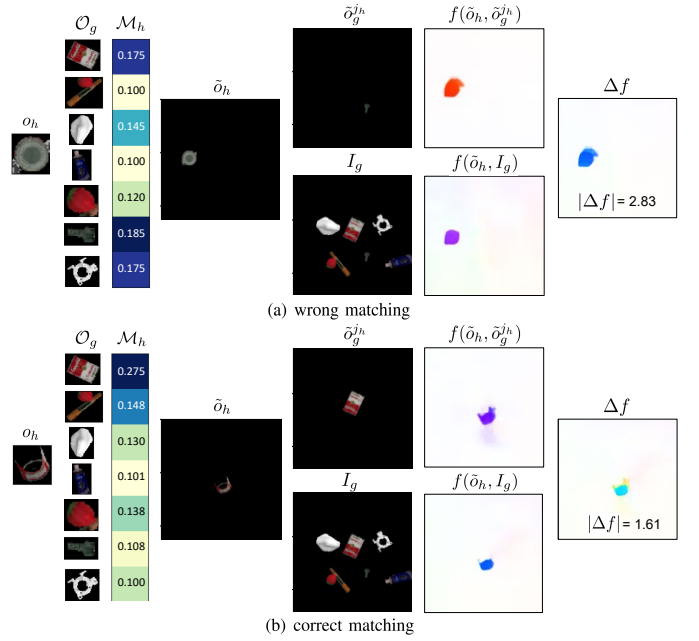 𝒪_g ℳ_h õ_g^{j_h} f(õ_h, õ_g^{j_h})
o_h õ_h Δf
0.175
0.100
0.145
0.100
0.120
0.185
0.175
I_g f(õ_h, I_g)
|Δf| = 2.83
(a) wrong matching
𝒪_g ℳ_h õ_g^{j_h} f(õ_h, õ_g^{j_h})
o_h õ_h Δf
0.275
0.148
0.130
0.101
0.138
0.108
0.100
I_g f(õ_h, I_g)
|Δf| = 1.61
(b) correct matching